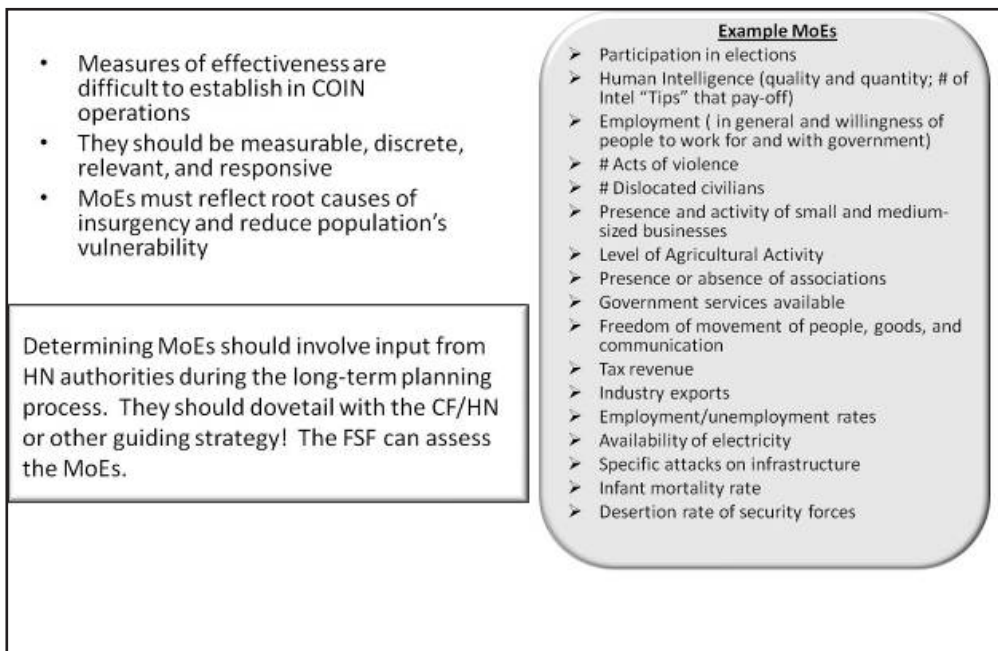 • Measures of effectiveness are
difficult to establish in COIN
operations
• They should be measurable, discrete,
relevant, and responsive
• MoEs must reflect root causes of
insurgency and reduce population's
vulnerability
Determining MoEs should involve input from
HN authorities during the long-term planning
process. They should dovetail with the CF/HN
or other guiding strategy! The FSF can assess
the MoEs.
Example MoEs
➢ Participation in elections
➢ Human Intelligence (quality and quantity; # of
Intel “Tips” that pay-off)
➢ Employment ( in general and willingness of
people to work for and with government)
➢ # Acts of violence
➢ # Dislocated civilians
➢ Presence and activity of small and medium-
sized businesses
➢ Level of Agricultural Activity
➢ Presence or absence of associations
➢ Government services available
➢ Freedom of movement of people, goods, and
communication
➢ Tax revenue
➢ Industry exports
➢ Employment/unemployment rates
➢ Availability of electricity
➢ Specific attacks on infrastructure
➢ Infant mortality rate
➢ Desertion rate of security forces